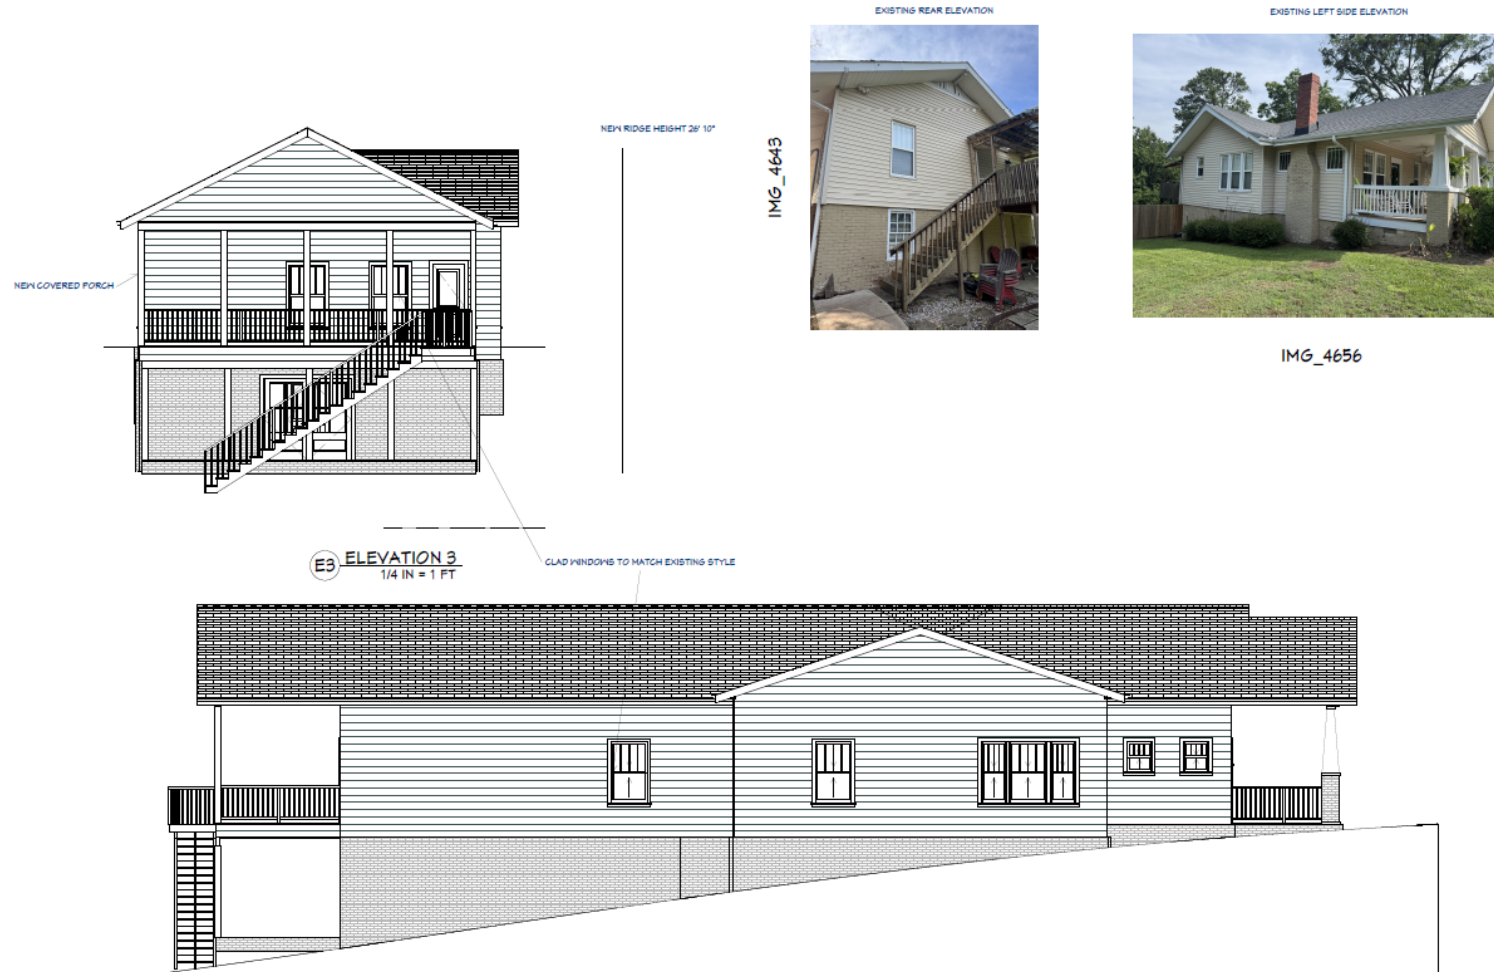 EXISTING REAR ELEVATION
EXISTING LEFT SIDE ELEVATION
NEW RIDGE HEIGHT 26' 10"
IMG_4643
NEW COVERED PORCH
IMG_4656
E3
ELEVATION 3
1/4 IN = 1 FT
CLAD WINDOWS TO MATCH EXISTING STYLE